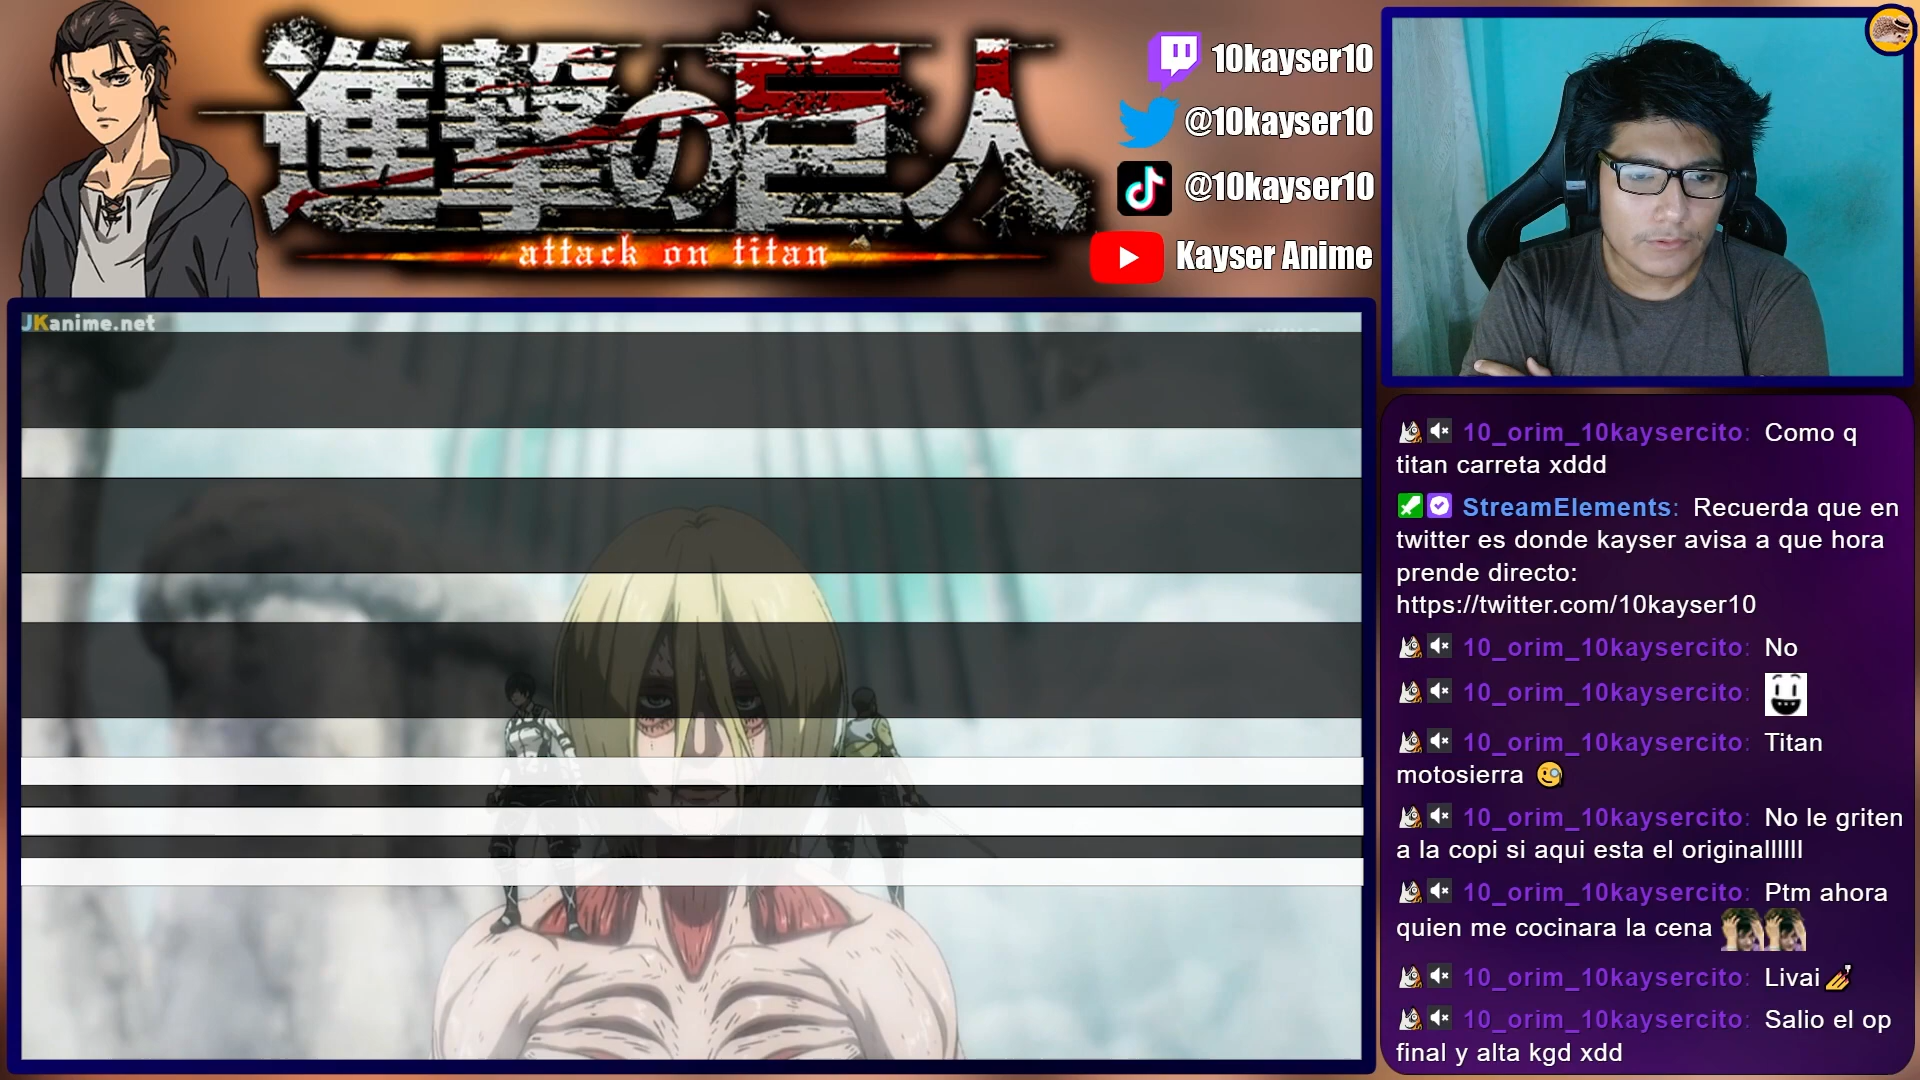 進撃の巨人
attack on titan
10kayser10
@10kayser10
@10kayser10
Kayser Anime
JKanime.net
10_orim_10kaysercito: Como q
titan carreta xddd
StreamElements: Recuerda que en
twitter es donde kayser avisa a que hora
prende directo:
https://twitter.com/10kayser10
10_orim_10kaysercito: No
10_orim_10kaysercito:
10_orim_10kaysercito: Titan
motosierra 🧐
10_orim_10kaysercito: No le griten
a la copi si aqui esta el originallllll
10_orim_10kaysercito: Ptm ahora
quien me cocinara la cena
10_orim_10kaysercito: Livai💅
10_orim_10kaysercito: Salio el op
final y alta kgd xdd